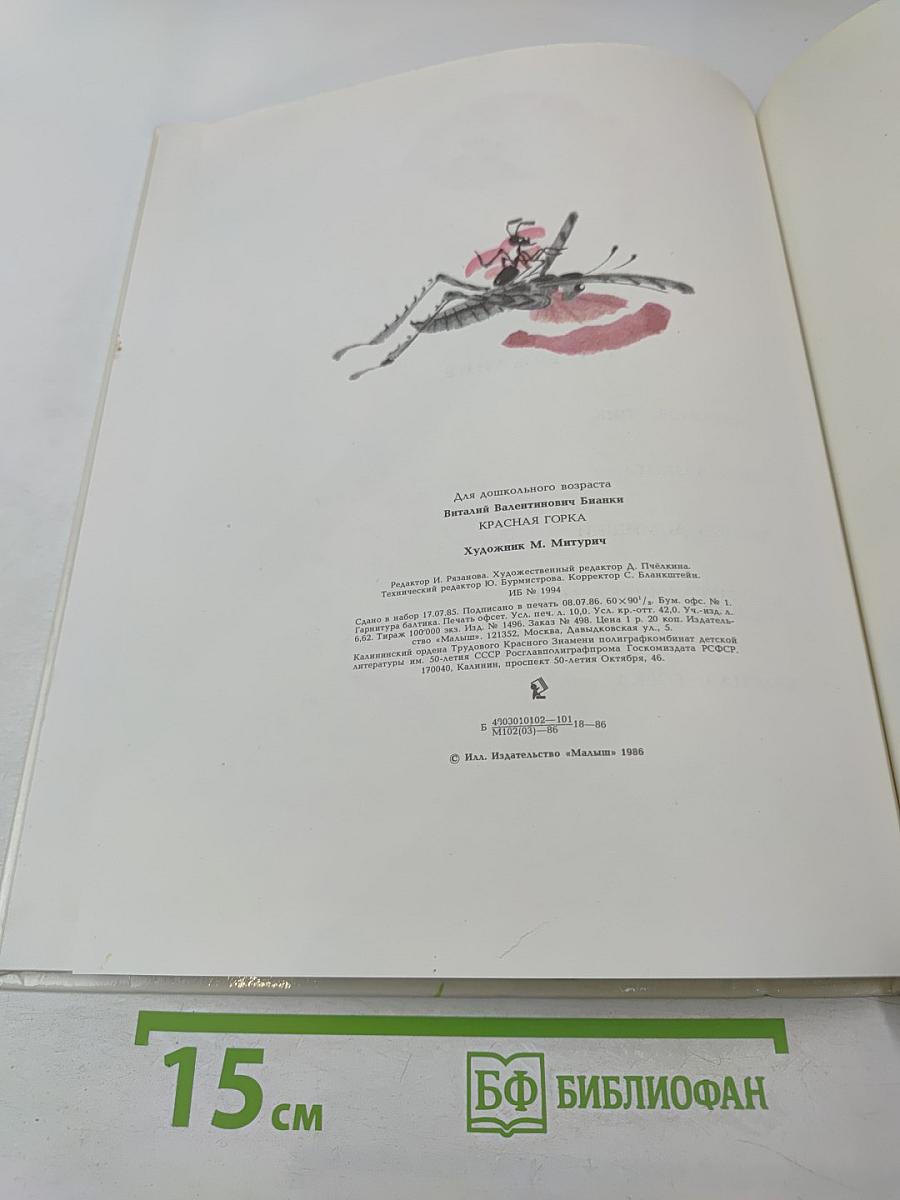 Для дошкольного возраста
Виталий Валентинович Бианки
КРАСНАЯ ГОРКА
Художник М. Митурич
Редактор И. Рязанова. Художественный редактор Д. Пчёлкина.
Технический редактор Ю. Бурмистрова. Корректор С. Бланкштейн.
ИБ № 1994
Сдано в набор 17.07.85. Подписано в печать 08.07.86. 60×90¹/₈. Бум. офс. № 1.
Гарнитура балтика. Печать офсет. Усл. печ. л. 10,0. Усл. кр.-отт. 42,0. Уч.-изд. л.
6,62. Тираж 100'000 экз. Изд. № 1496. Заказ № 498. Цена 1 р. 20 коп. Издатель-
ство «Малыш». 121352, Москва, Давыдковская ул., 5.
Калининский ордена Трудового Красного Знамени полиграфкомбинат детской
литературы им. 50-летия СССР Росглавполиграфпрома Госкомиздата РСФСР.
170040, Калинин, проспект 50-летия Октября, 46.
Б 4903010102—101
М102(03)—86 18—86
© Илл. Издательство «Малыш» 1986
15 см
БФ БИБЛИОФАН